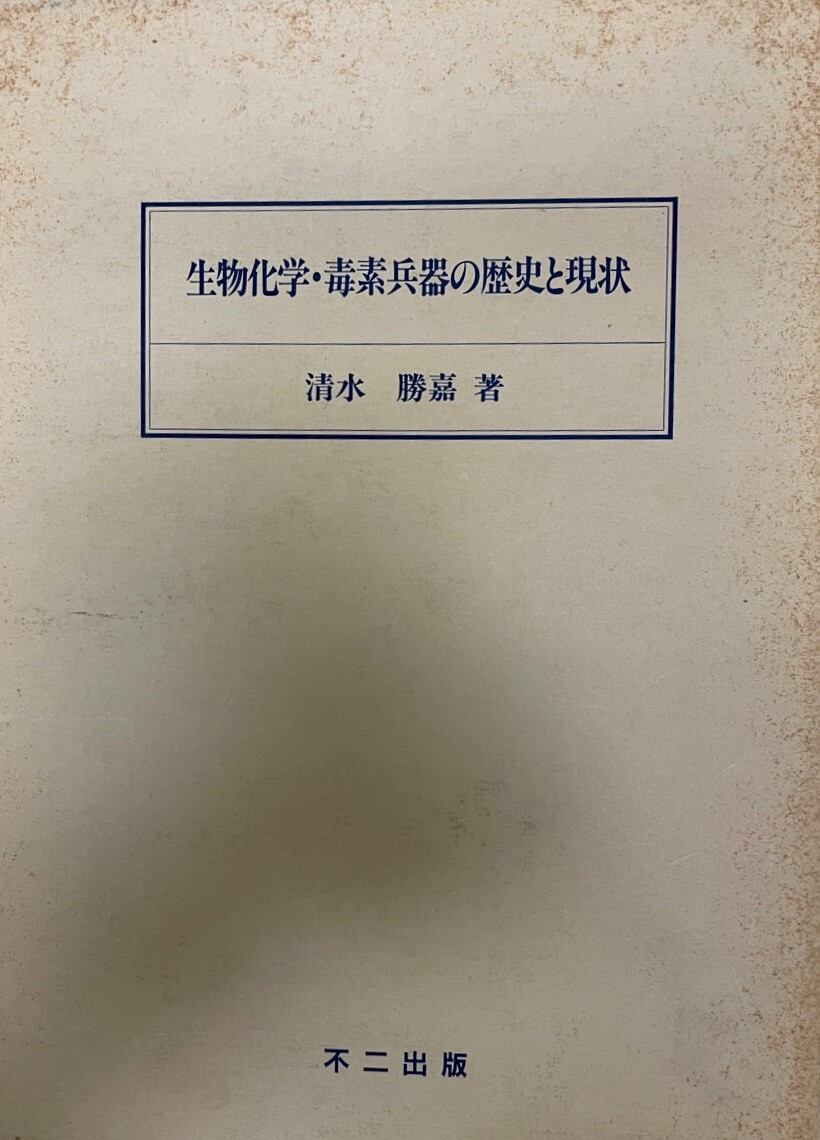 生物化学・毒素兵器の歴史と現状
清水　勝嘉 著
不二出版